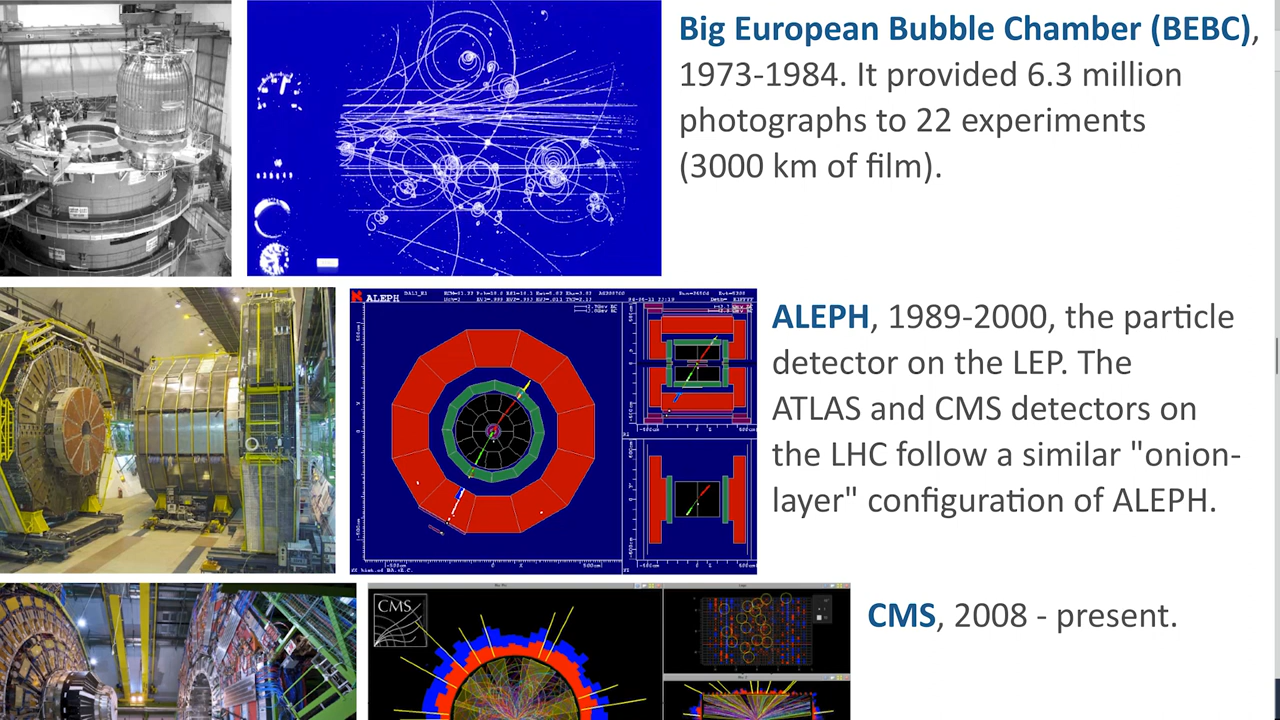 Big European Bubble Chamber (BEBC),
1973-1984. It provided 6.3 million
photographs to 22 experiments
(3000 km of film).
ALEPH
ALEPH, 1989-2000, the particle
detector on the LEP. The
ATLAS and CMS detectors on
the LHC follow a similar "onion-
layer" configuration of ALEPH.
CMS
CMS, 2008 - present.